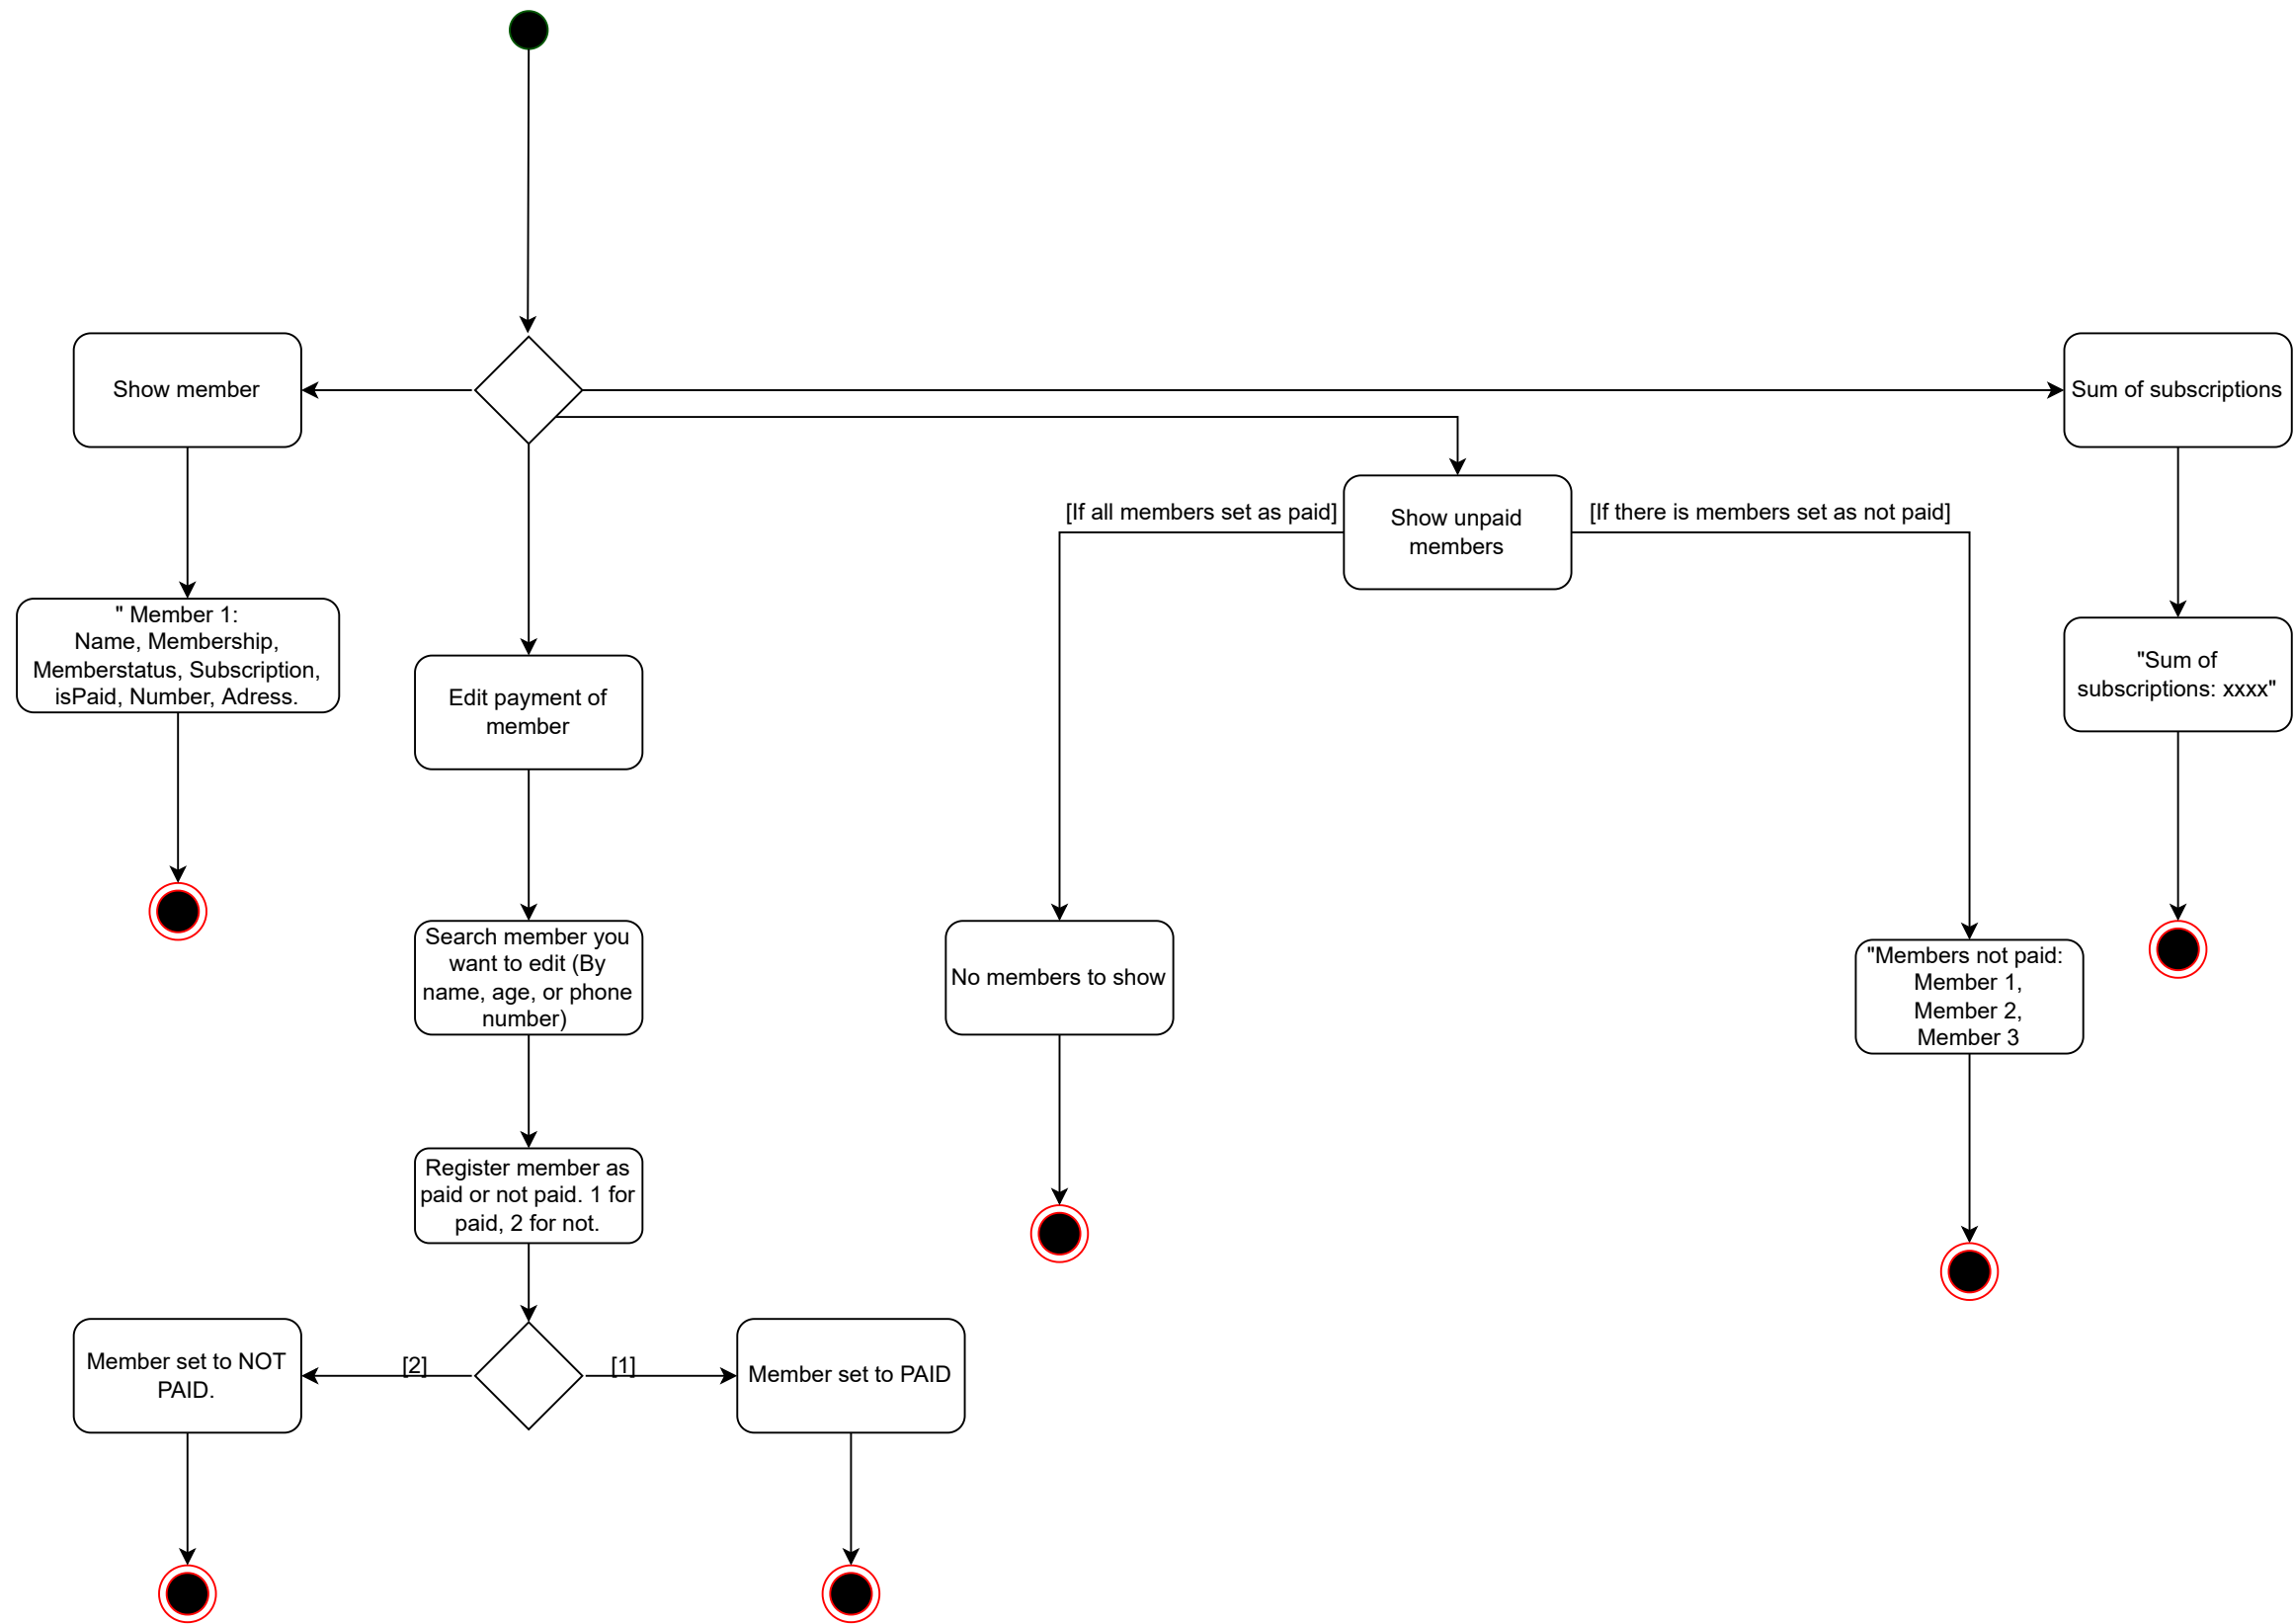 Show member
Sum of subscriptions
[If all members set as paid]
Show unpaid
members
[If there is members set as not paid]
" Member 1:
Name, Membership,
Memberstatus, Subscription,
isPaid, Number, Adress.
Edit payment of
member
"Sum of
subscriptions: xxxx"
Search member you
want to edit (By
name, age, or phone
number)
No members to show
"Members not paid:
Member 1,
Member 2,
Member 3
Register member as
paid or not paid. 1 for
paid, 2 for not.
Member set to NOT
PAID.
[2]
[1]
Member set to PAID